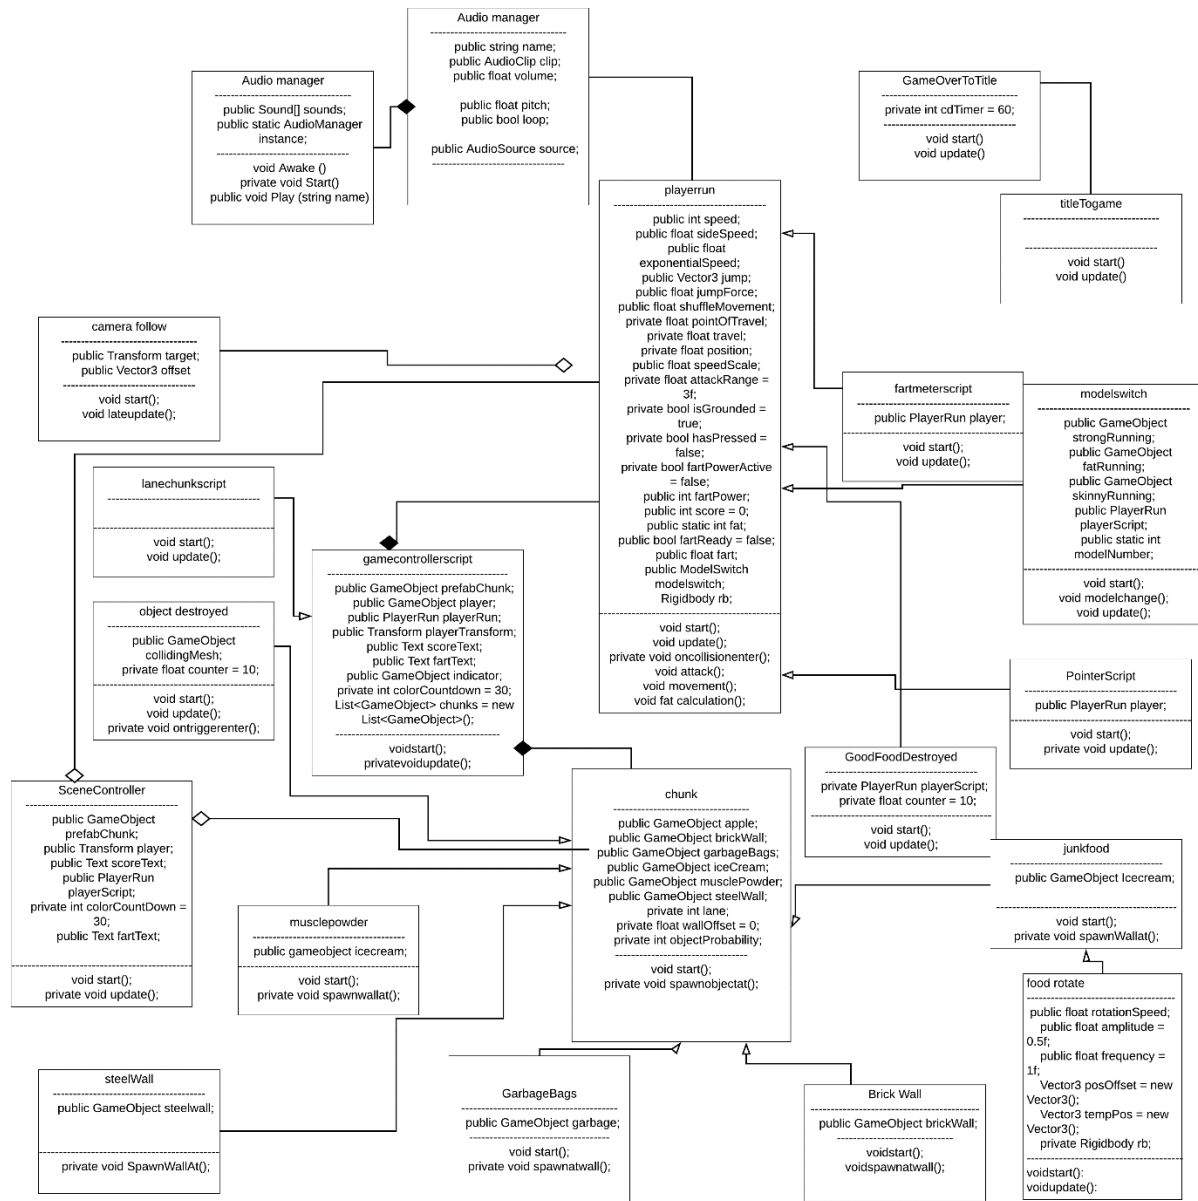 Audio manager
public string name;
public AudioClip clip;
public float volume;
public float pitch;
public bool loop;
public AudioSource source;
Audio manager
public Sound[] sounds;
public static AudioManager
instance;
void Awake ()
private void Start()
public void Play (string name)
GameOverToTitle
private int cdTimer = 60;
void start()
void update()
titleTogame
void start()
void update()
playerrun
public int speed;
public float sideSpeed;
public float
exponentialSpeed;
public Vector3 jump;
public float jumpForce;
public float shuffleMovement;
private float pointOfTravel;
private float travel;
private float position;
public float speedScale;
private float attackRange =
3f;
private bool isGrounded =
true;
private bool hasPressed =
false;
private bool fartPowerActive
= false;
public int fartPower;
public int score = 0;
public static int fat;
public bool fartReady = false;
public float fart;
public ModelSwitch
modelswitch;
Rigidbody rb;
void start();
void update();
private void oncollisionenter();
void attack();
void movement();
void fat calculation();
camera follow
public Transform target;
public Vector3 offset
void start();
void lateupdate();
fartmeterscript
public PlayerRun player;
void start();
void update();
modelswitch
public GameObject
strongRunning;
public GameObject
fatRunning;
public GameObject
skinnyRunning;
public PlayerRun
playerScript;
public static int
modelNumber;
void start();
void modelchange();
void update();
lanechunkscript
void start();
void update();
gamecontrollerscript
public GameObject prefabChunk;
public GameObject player;
public PlayerRun playerRun;
public Transform playerTransform;
public Text scoreText;
public Text fartText;
public GameObject indicator;
private int colorCountdown = 30;
List<GameObject> chunks = new
List<GameObject>();
voidstart();
privatevoidupdate();
object destroyed
public GameObject
collidingMesh;
private float counter = 10;
void start();
void update();
private void ontriggerenter();
PointerScript
public PlayerRun player;
void start();
private void update();
GoodFoodDestroyed
private PlayerRun playerScript;
private float counter = 10;
void start();
void update();
SceneController
public GameObject
prefabChunk;
public Transform player;
public Text scoreText;
public PlayerRun
playerScript;
private int colorCountDown =
30;
public Text fartText;
void start();
private void update();
chunk
public GameObject apple;
public GameObject brickWall;
public GameObject garbageBags;
public GameObject iceCream;
public GameObject musclePowder;
public GameObject steelWall;
private int lane;
private float wallOffset = 0;
private int objectProbability;
void start();
private void spawnobjectat();
junkfood
public GameObject Icecream;
void start();
private void spawnWallat();
musclepowder
public gameobject icecream;
void start();
private void spawnwallat();
food rotate
public float rotationSpeed;
public float amplitude =
0.5f;
public float frequency =
1f;
Vector3 posOffset = new
Vector3();
Vector3 tempPos = new
Vector3();
private Rigidbody rb;
voidstart():
voidupdate():
steelWall
public GameObject steelwall;
private void SpawnWallAt();
GarbageBags
public GameObject garbage;
void start();
private void spawnatwall();
Brick Wall
public GameObject brickWall;
voidstart();
voidspawnatwall();